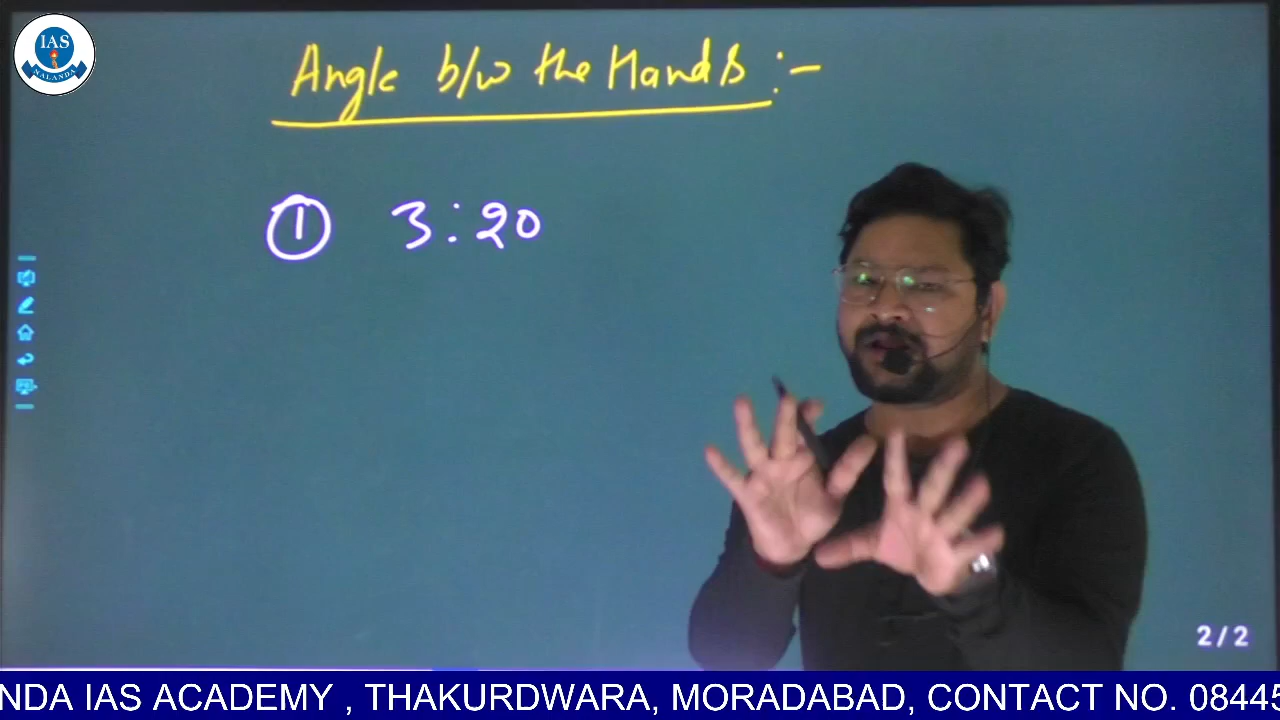 IAS
NALANDA
Angle b/w the Hands :-
① 3:20
2/2
NDA IAS ACADEMY , THAKURDWARA, MORADABAD, CONTACT NO. 08445